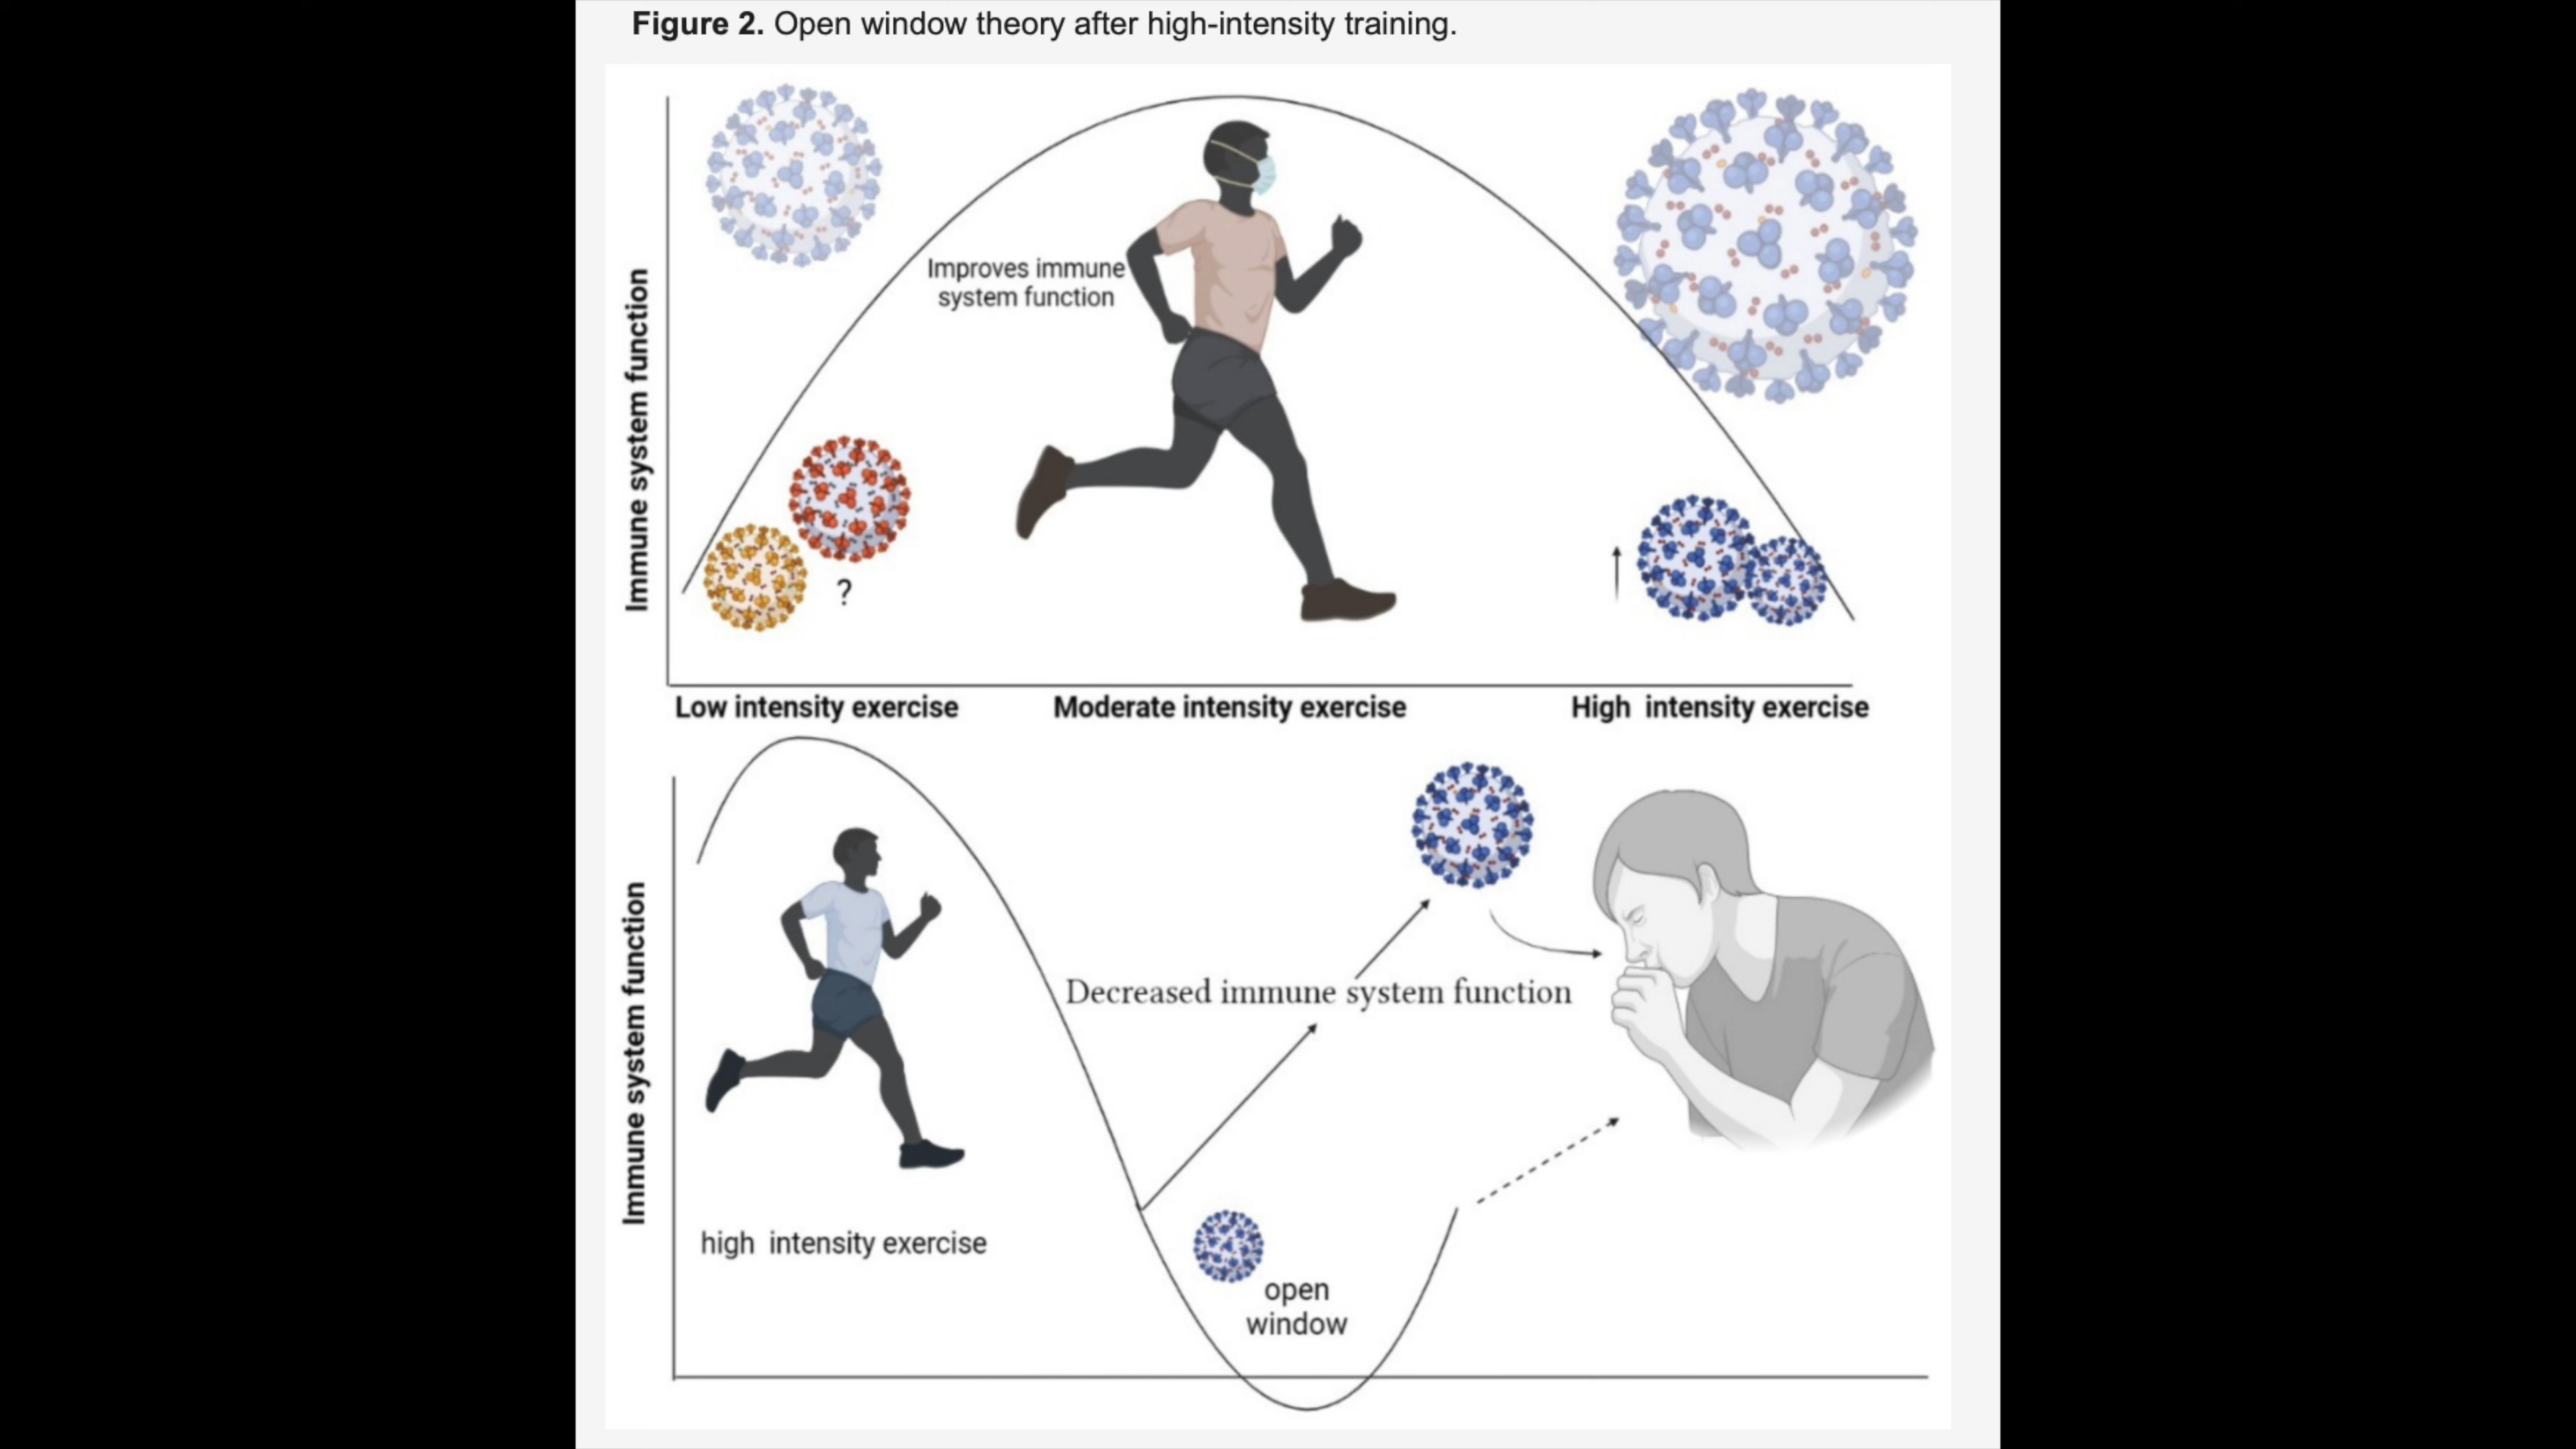 Figure 2. Open window theory after high-intensity training.
Immune system function
Improves immune
system function
?
Low intensity exercise
Moderate intensity exercise
High intensity exercise
Immune system function
Decreased immune system function
high intensity exercise
open
window